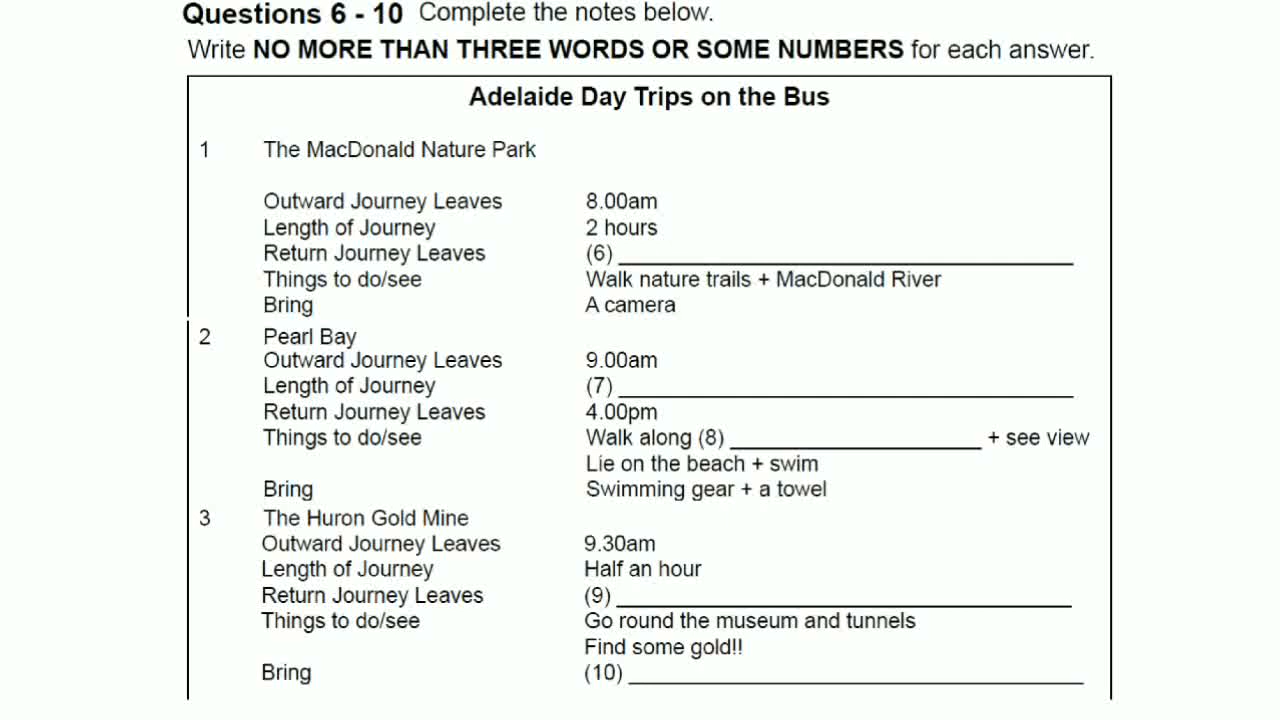 Questions 6 - 10 Complete the notes below.
Write NO MORE THAN THREE WORDS OR SOME NUMBERS for each answer.
Adelaide Day Trips on the Bus
1 The MacDonald Nature Park
Outward Journey Leaves 8.00am
Length of Journey 2 hours
Return Journey Leaves (6) ____________________
Things to do/see Walk nature trails + MacDonald River
Bring A camera
2 Pearl Bay
Outward Journey Leaves 9.00am
Length of Journey (7) ____________________
Return Journey Leaves 4.00pm
Things to do/see Walk along (8) ____________________ + see view
Lie on the beach + swim
Bring Swimming gear + a towel
3 The Huron Gold Mine
Outward Journey Leaves 9.30am
Length of Journey Half an hour
Return Journey Leaves (9) ____________________
Things to do/see Go round the museum and tunnels
Find some gold!!
Bring (10) ____________________